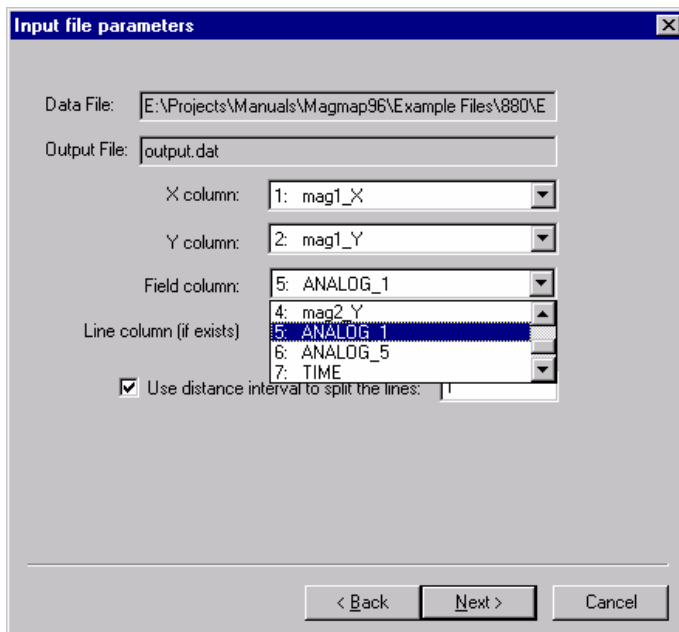 Input file parameters
Data File: E:\Projects\Manuals\Magmap96\Example Files\880\E
Output File: output.dat
X column: 1: mag1_X
Y column: 2: mag1_Y
Field column: 5: ANALOG_1
4: mag2_Y
Line column (if exists) 5: ANALOG_1
6: ANALOG_5
7: TIME
Use distance interval to split the lines: 1
< Back Next > Cancel